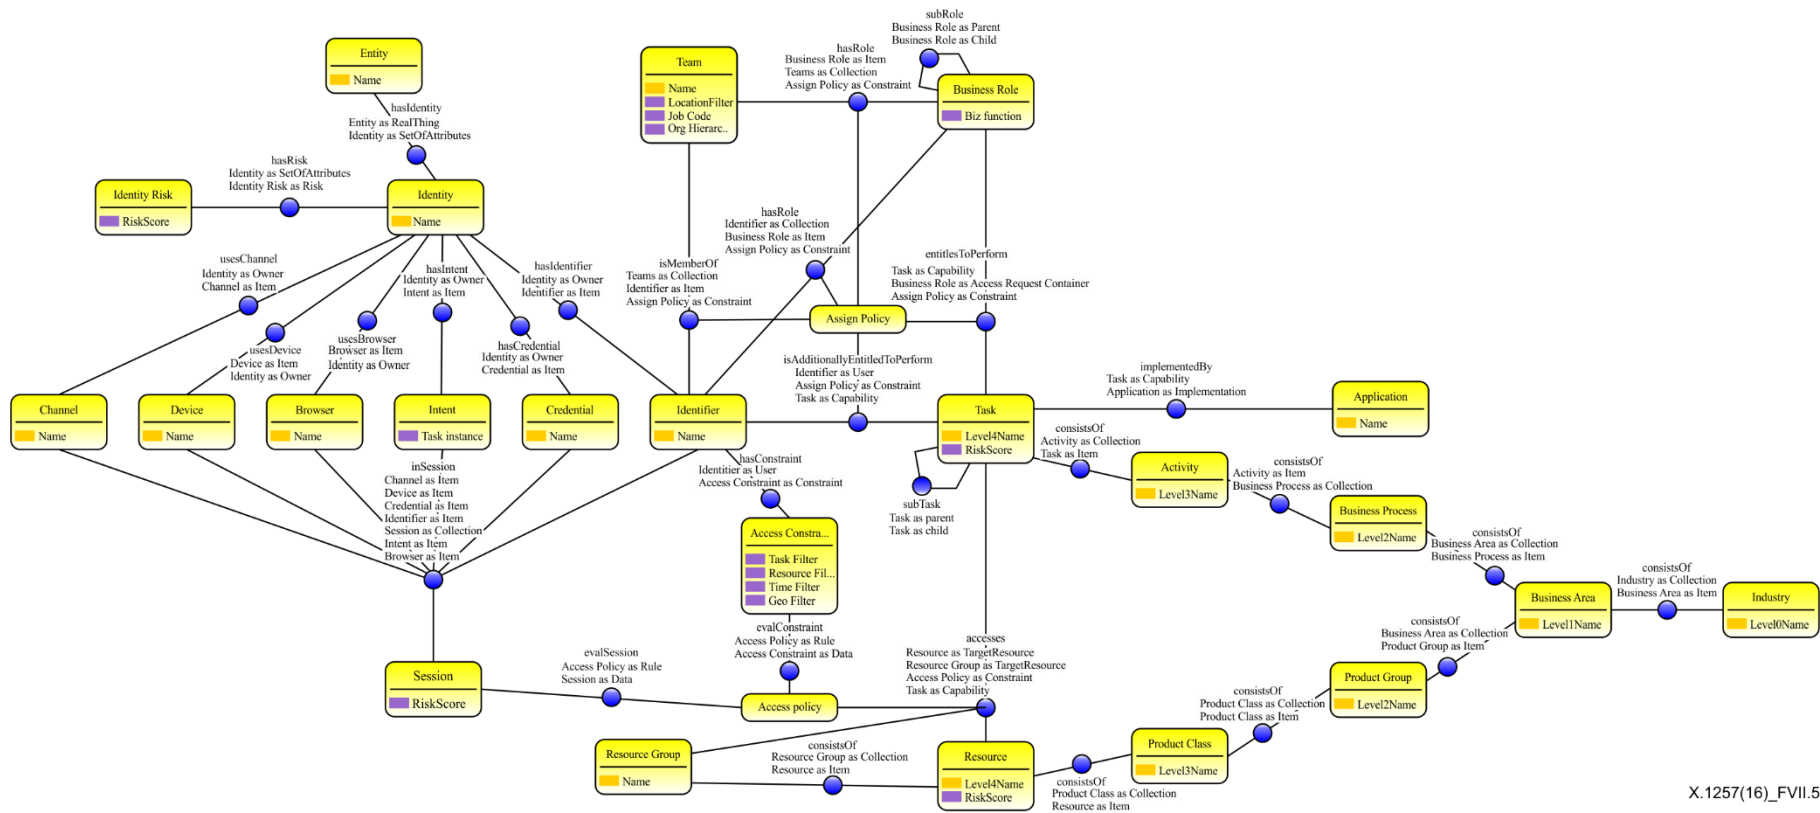 subRole
Business Role as Parent
Business Role as Child
hasRole
Business Role as Item
Teams as Collection
Assign Policy as Constraint
Entity
Name
Team
Name
LocationFilter
Job Code
Org Hierarc..
Business Role
Biz function
hasIdentity
Entity as RealThing
Identity as SetOfAttributes
hasRisk
Identity as SetOfAttributes
Identity Risk as Risk
Identity Risk
RiskScore
Identity
Name
hasRole
Identifier as Collection
Business Role as Item
Assign Policy as Constraint
usesChannel
Identity as Owner
Channel as Item
hasIntent
Identity as Owner
Intent as Item
hasIdentifier
Identity as Owner
Identifier as Item
isMemberOf
Teams as Collection
Identifier as Item
Assign Policy as Constraint
entitlesToPerform
Task as Capability
Business Role as Access Request Container
Assign Policy as Constraint
Assign Policy
usesDevice
Device as Item
Identity as Owner
usesBrowser
Browser as Item
Identity as Owner
hasCredential
Identity as Owner
Credential as Item
isAdditionallyEntitledToPerform
Identifier as User
Assign Policy as Constraint
Task as Capability
implementedBy
Task as Capability
Application as Implementation
Channel
Name
Device
Name
Browser
Name
Intent
Task instance
Credential
Name
Identifier
Name
Task
Level4Name
RiskScore
Application
Name
consistsOf
Activity as Collection
Task as Item
Activity
Level3Name
consistsOf
Activity as Item
Business Process as Collection
Business Process
Level2Name
inSession
Channel as Item
Device as Item
Credential as Item
Identifier as Item
Session as Collection
Intent as Item
Browser as Item
hasConstraint
Identitier as User
Access Constraint as Constraint
subTask
Task as parent
Task as child
Access Constra...
Task Filter
Resource Fil...
Time Filter
Geo Filter
consistsOf
Business Area as Collection
Business Process as Item
consistsOf
Industry as Collection
Business Area as Item
Business Area
Level1Name
Industry
Level0Name
evalConstraint
Access Policy as Rule
Access Constraint as Data
accesses
Resource as TargetResource
Resource Group as TargetResource
Access Policy as Constraint
Task as Capability
consistsOf
Business Area as Collection
Product Group as Item
evalSession
Access Policy as Rule
Session as Data
Session
RiskScore
Access policy
Product Group
Level2Name
consistsOf
Product Class as Collection
Product Class as Item
Resource Group
Name
consistsOf
Resource Group as Collection
Resource as Item
Resource
Level4Name
RiskScore
Product Class
Level3Name
consistsOf
Product Class as Collection
Resource as Item
X.1257(16)_FVII.5